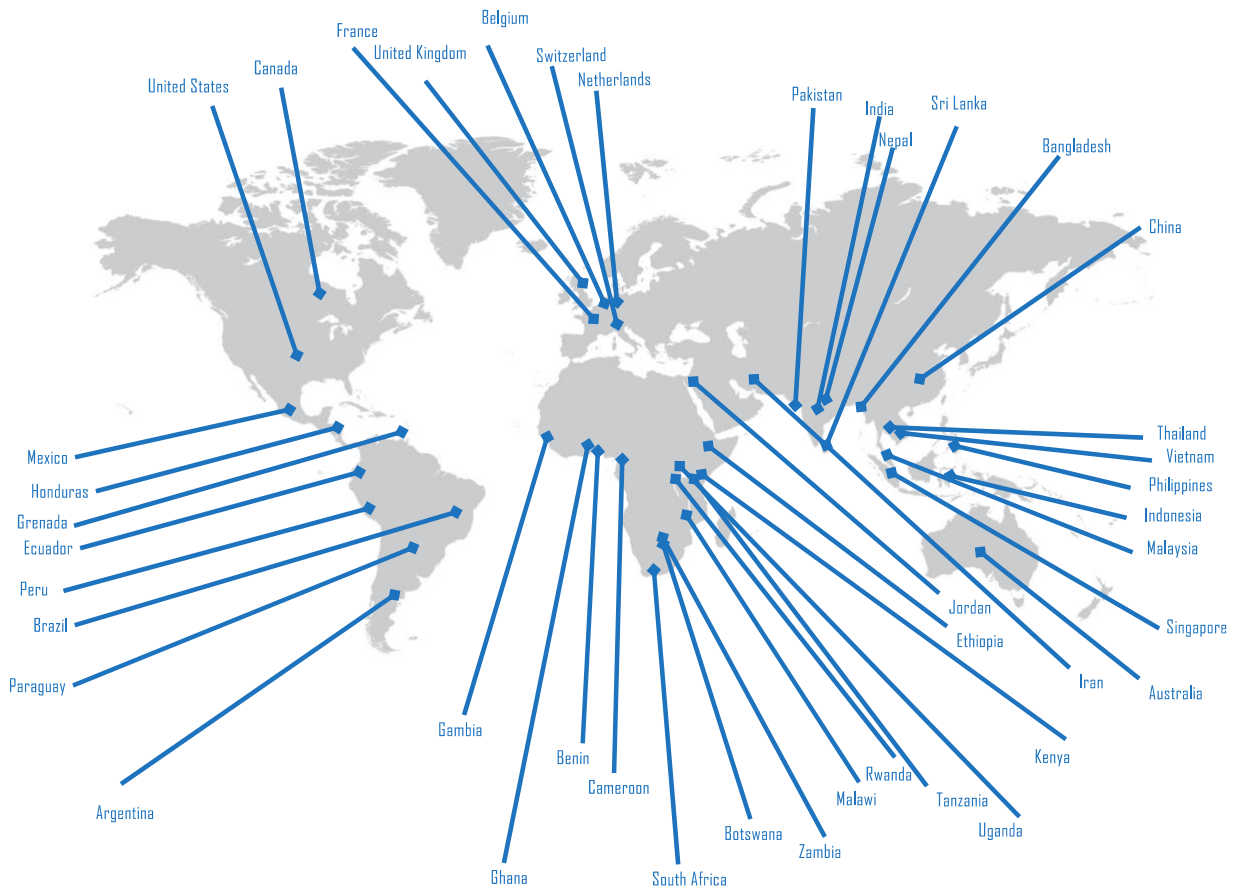 Belgium
France
United Kingdom
Switzerland
Netherlands
Canada
United States
Pakistan
India
Sri Lanka
Nepal
Bangladesh
China
Thailand
Vietnam
Philippines
Indonesia
Malaysia
Singapore
Australia
Iran
Jordan
Ethiopia
Kenya
Mexico
Honduras
Grenada
Ecuador
Peru
Brazil
Paraguay
Argentina
Gambia
Benin
Cameroon
Ghana
South Africa
Botswana
Zambia
Malawi
Rwanda
Tanzania
Uganda